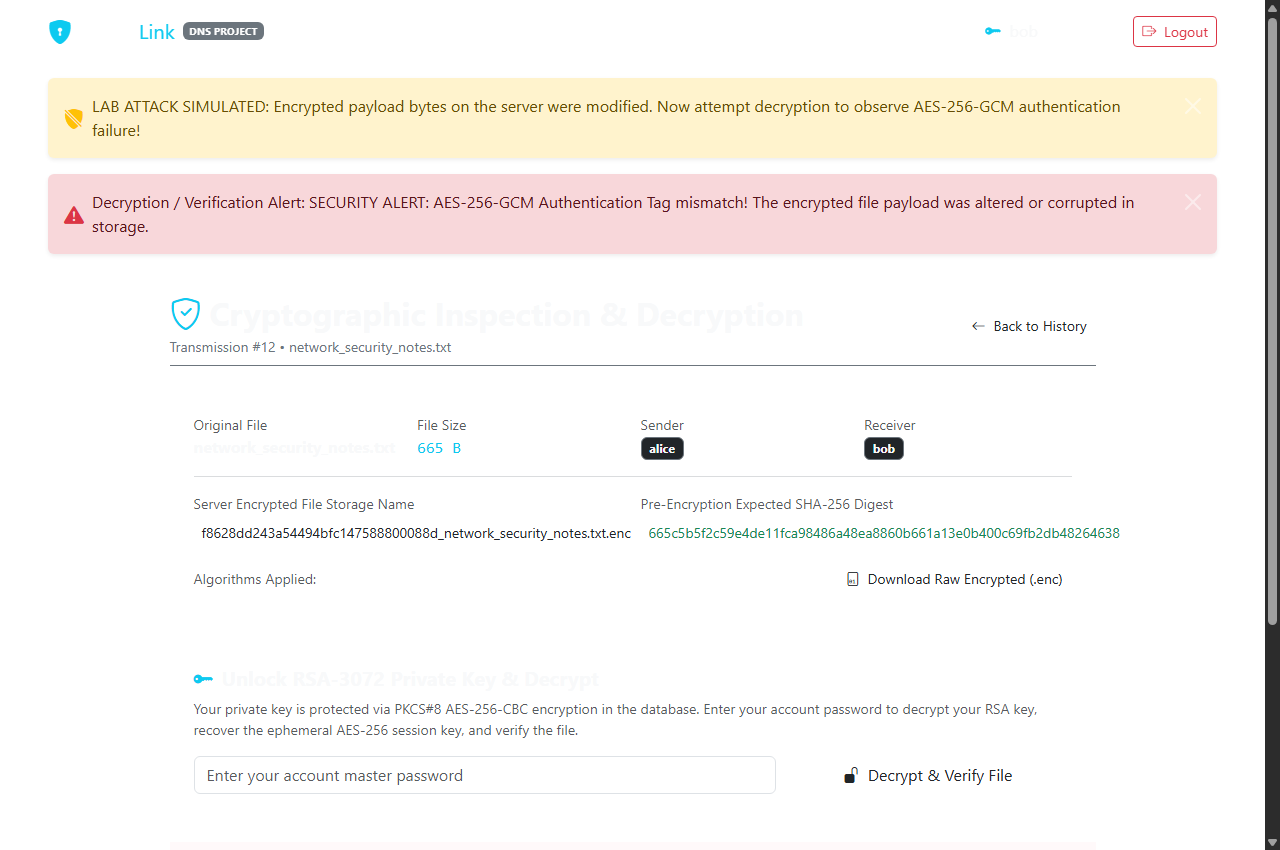 Link DNS PROJECT
bob
Logout
LAB ATTACK SIMULATED: Encrypted payload bytes on the server were modified. Now attempt decryption to observe AES-256-GCM authentication
failure!
Decryption / Verification Alert: SECURITY ALERT: AES-256-GCM Authentication Tag mismatch! The encrypted file payload was altered or corrupted in
storage.
Cryptographic Inspection & Decryption
Back to History
Transmission #12 • network_security_notes.txt
Original File File Size Sender Receiver
network_security_notes.txt 665 B alice bob
Server Encrypted File Storage Name Pre-Encryption Expected SHA-256 Digest
f8628dd243a54494bfc147588800088d_network_security_notes.txt.enc 665c5b5f2c59e4de11fca98486a48ea8860b661a13e0b400c69fb2db48264638
Algorithms Applied: Download Raw Encrypted (.enc)
Unlock RSA-3072 Private Key & Decrypt
Your private key is protected via PKCS#8 AES-256-CBC encryption in the database. Enter your account password to decrypt your RSA key,
recover the ephemeral AES-256 session key, and verify the file.
Enter your account master password Decrypt & Verify File